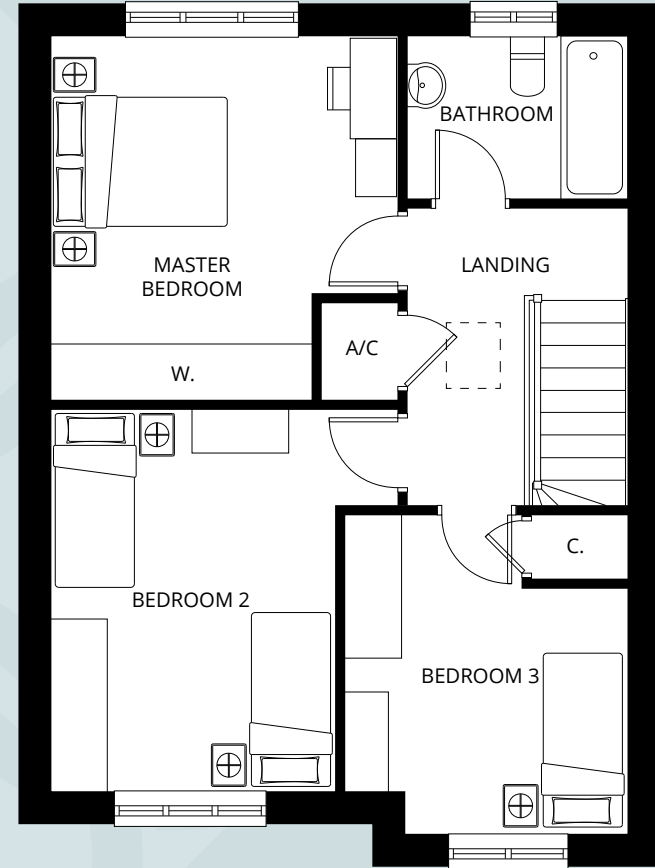 BATHROOM
MASTER
BEDROOM
LANDING
A/C
W.
C.
BEDROOM 2
BEDROOM 3